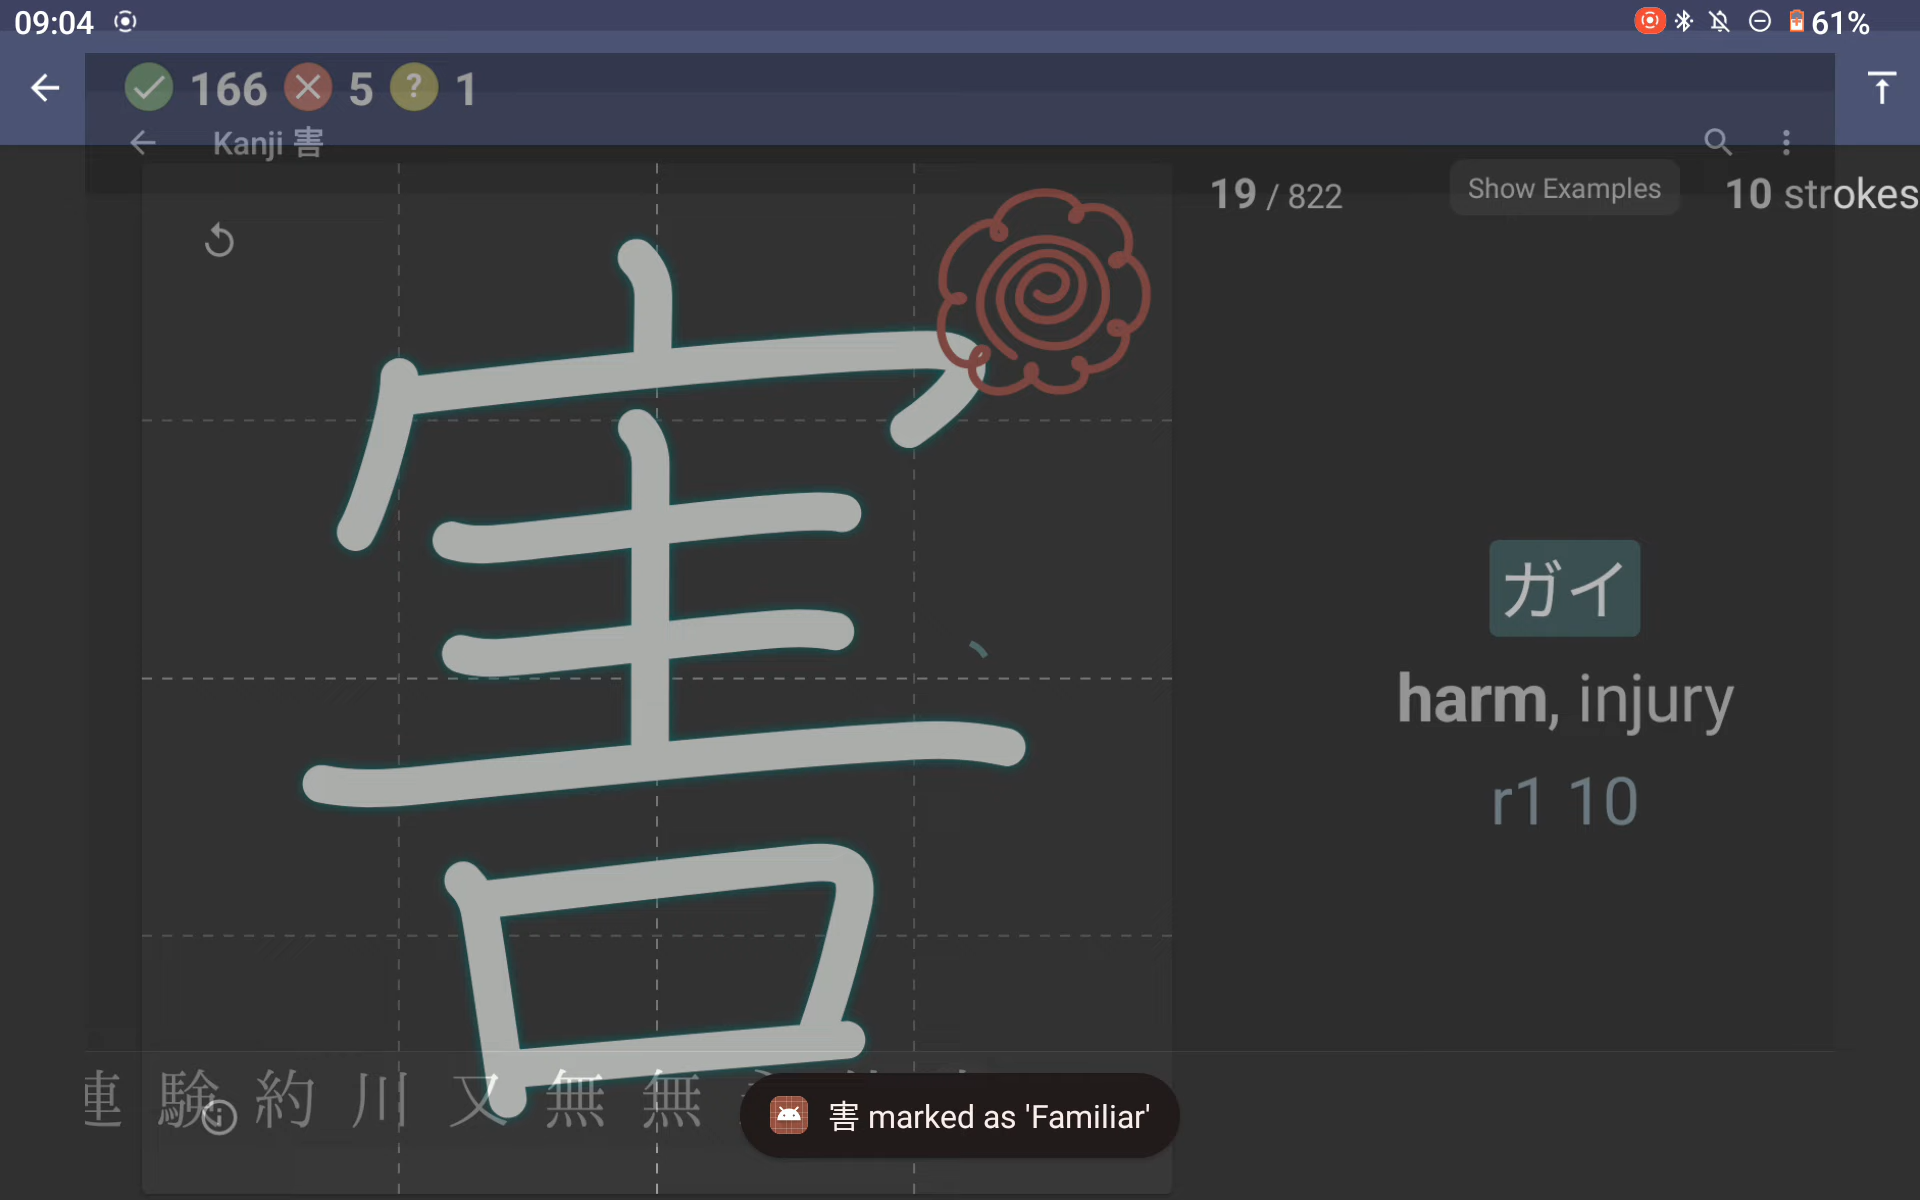 09:04
61%
166 5 ? 1
Kanji 害
19 / 822
Show Examples
10 strokes
害
ガイ
harm, injury
r1 10
験 約 川 又 無 無
害 marked as 'Familiar'